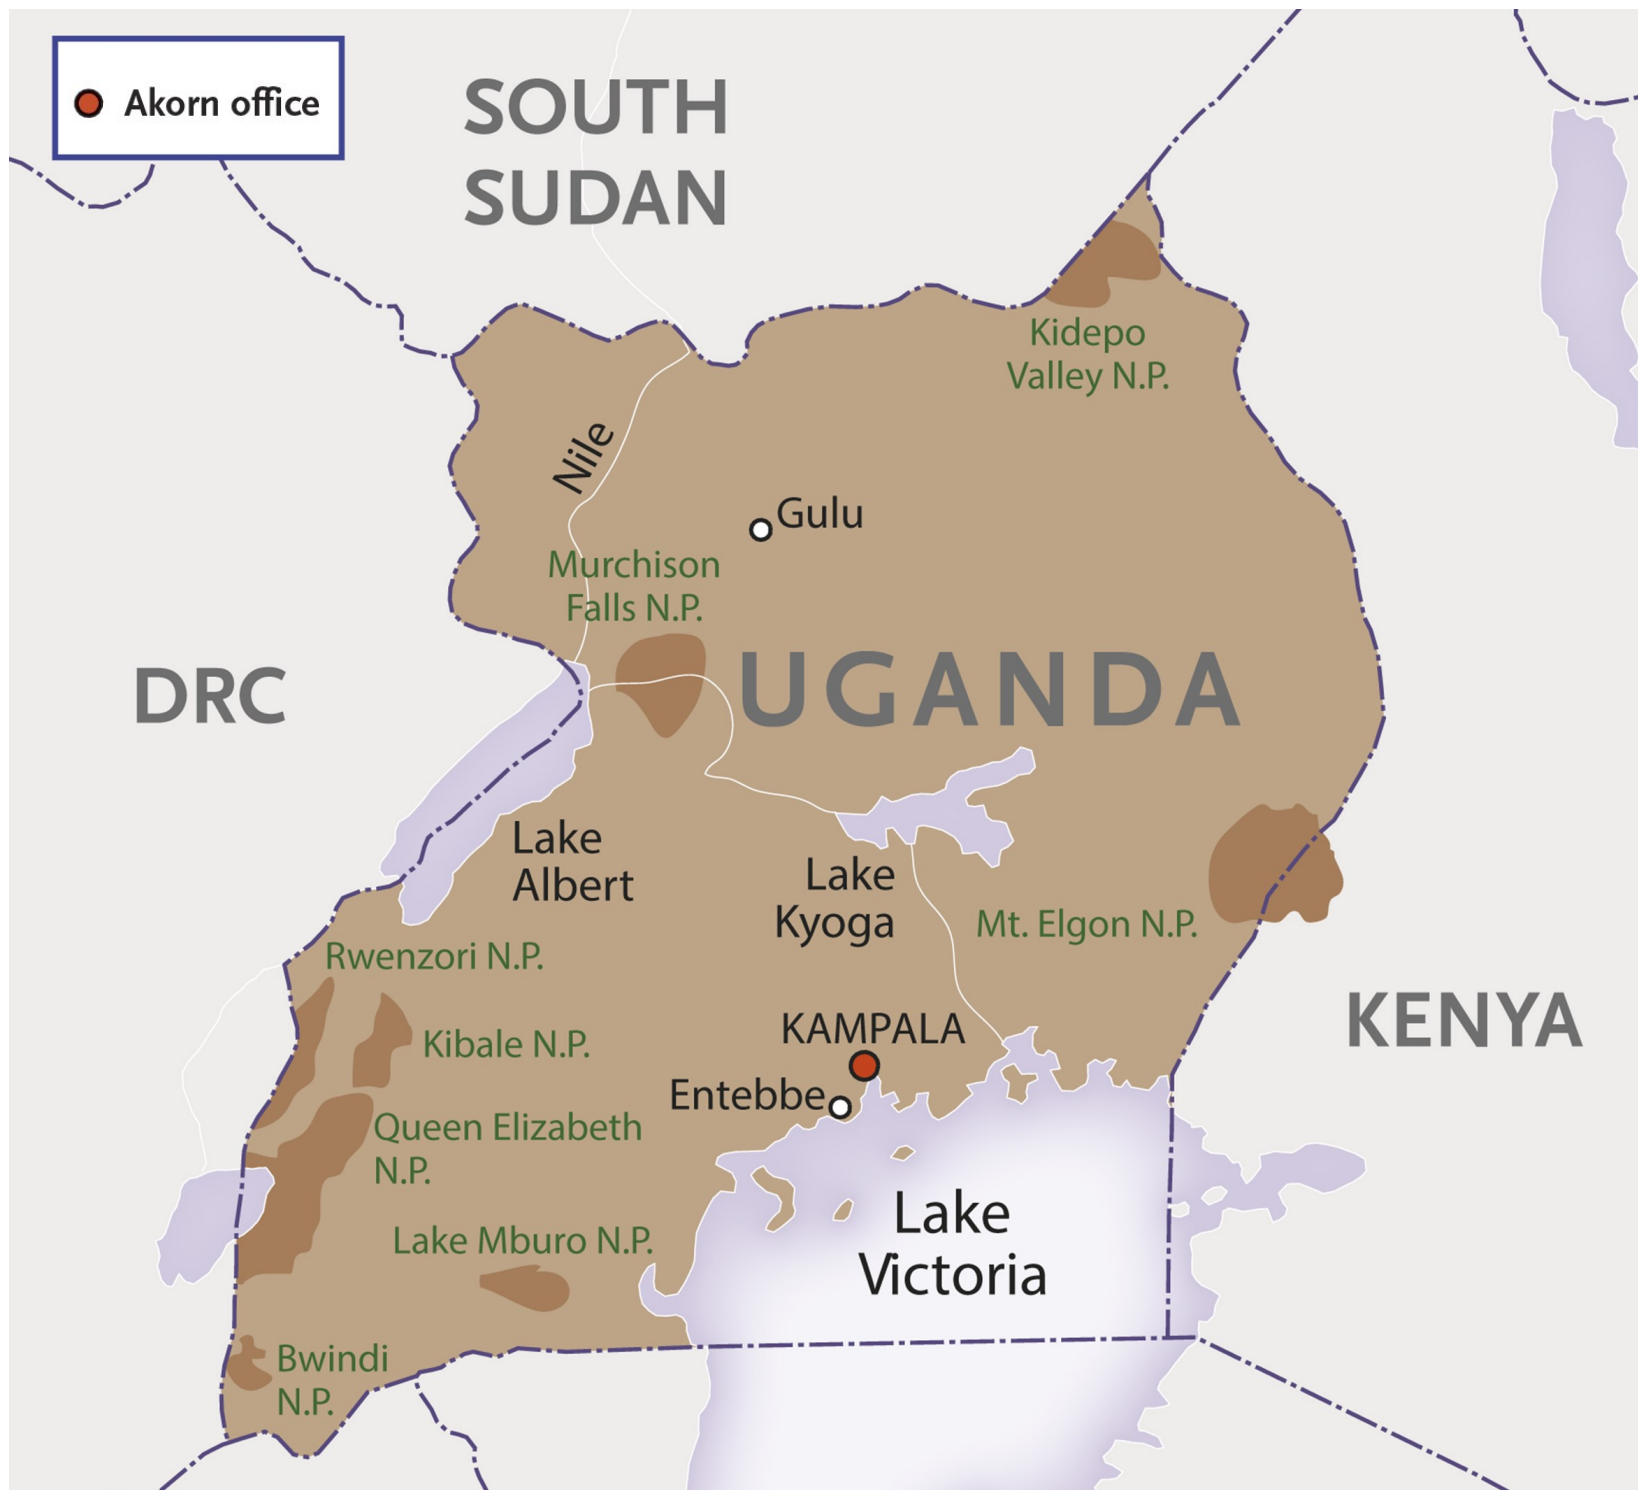 Akorn office
SOUTH
SUDAN
Kidepo
Valley N.P.
Nile
Gulu
Murchison
Falls N.P.
UGANDA
DRC
Lake
Albert
Lake
Kyoga
Mt. Elgon N.P.
Rwenzori N.P.
KENYA
KAMPALA
Kibale N.P.
Entebbe
Queen Elizabeth
N.P.
Lake
Victoria
Lake Mburo N.P.
Bwindi
N.P.